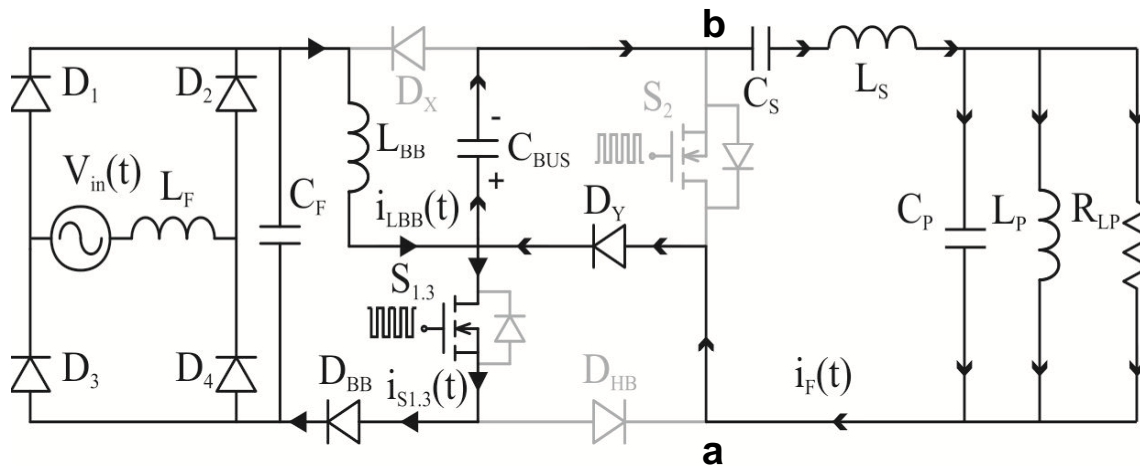 b
D1 D2 DX S2 CS LS
LBB - CBUS +
Vin(t) LF CF iLBB(t) DY CP LP RLP
S1.3
D3 D4 DBB iS1.3(t) DHB iF(t)
a